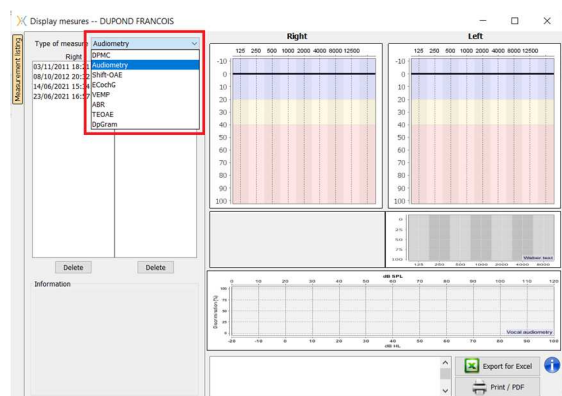 Display mesures -- DUPOND FRANCOIS
Measurement listing
Type of measure Audiometry
Right
03/11/2011 18:21
08/10/2012 20:12
14/06/2021 15:24
23/06/2021 16:57
DPMC
Audiometry
Shift-OAE
ECochG
VEMP
ABR
TEOAE
DpGram
Delete Delete
Information
Right
125 250 500 1000 2000 4000 8000 12500
-10
0
10
20
30
40
50
60
70
80
90
100
Left
125 250 500 1000 2000 4000 8000 12500
-10
0
10
20
30
40
50
60
70
80
90
100
0
25
50
75
100
125 250 500 1000 2000 4000 8000
Weber test
dB SPL
0 10 20 30 40 50 60 70 80 90 100 110 120
Discrimination(%)
100
75
50
25
0
Vocal audiometry
-20 -10 0 10 20 30 40 50 60 70 80 90 100
dB HL
Export for Excel
Print / PDF